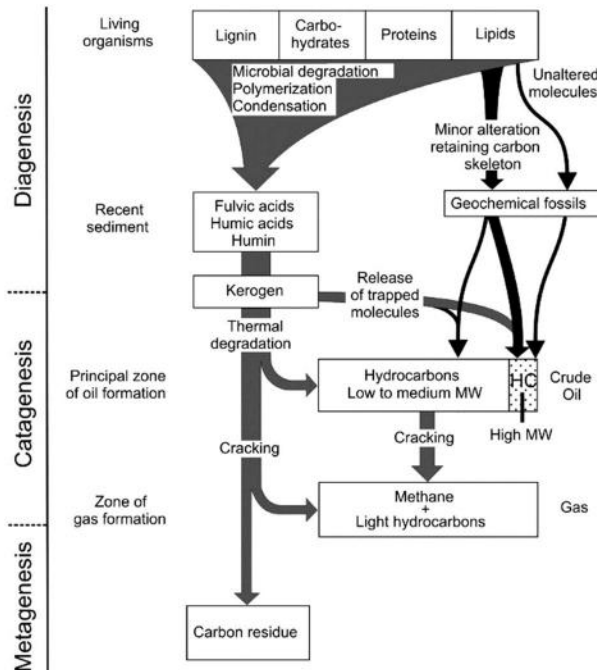 Living
organisms
Lignin
Carbo-
hydrates
Proteins
Lipids
Microbial degradation
Polymerization
Condensation
Unaltered
molecules
Minor alteration
retaining carbon
skeleton
Diagenesis
Recent
sediment
Fulvic acids
Humic acids
Humin
Geochemical fossils
Kerogen
Release
of trapped
molecules
Thermal
degradation
Catagenesis
Principal zone
of oil formation
Hydrocarbons
Low to medium MW
HC
Crude
Oil
High MW
Cracking
Cracking
Zone of
gas formation
Methane
+
Light hydrocarbons
Gas
Metagenesis
Carbon residue